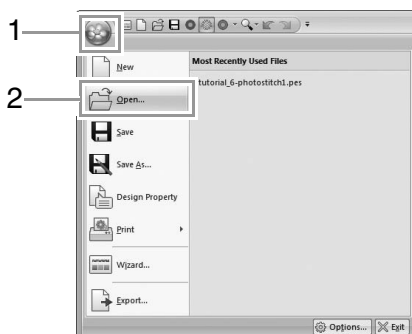 1
2
New
Most Recently Used Files
tutorial_6-photostitch1.pes
Open...
Save
Save As...
Design Property
Print
Wizard...
Export...
Options...
Exit